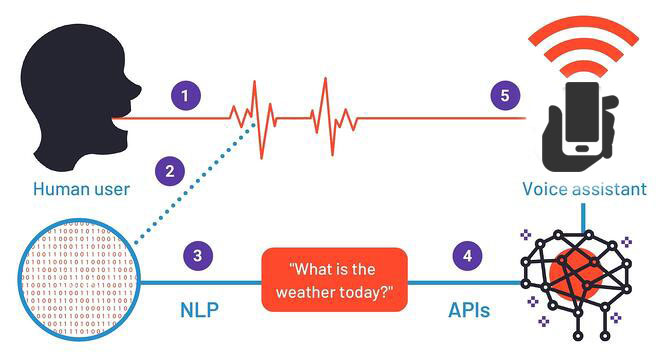 1
5
2
Human user
Voice assistant
3
4
"What is the
weather today?"
NLP
APIs